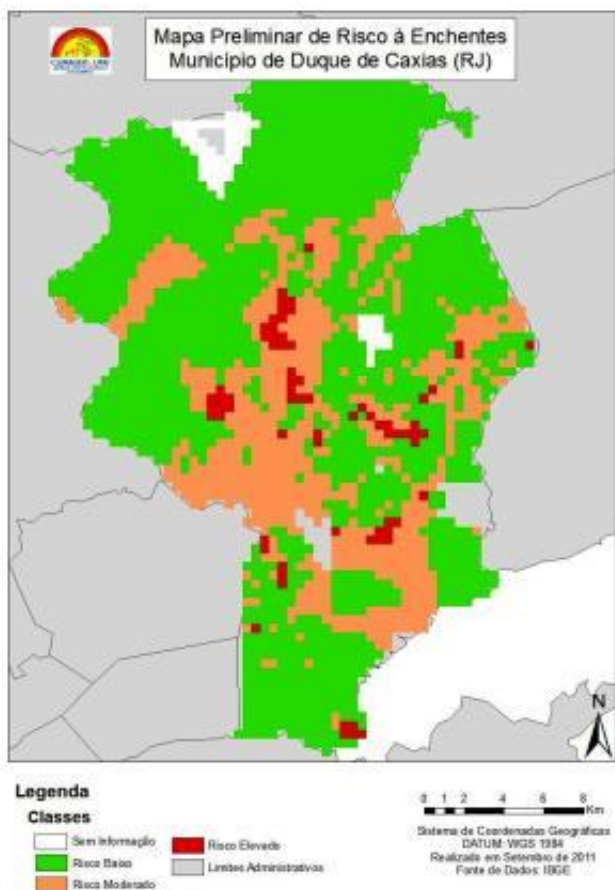 Mapa Preliminar de Risco à Enchentes
Município de Duque de Caxias (RJ)
N
Legenda
Classes
Sem Informação
Risco Baixo
Risco Moderado
Risco Elevado
Limites Administrativos
0 1 2 4 6 8
Km
Sistema de Coordenadas Geográficas
DATUM: WGS 1984
Realizado em Setembro de 2011
Fonte de Dados: IBGE